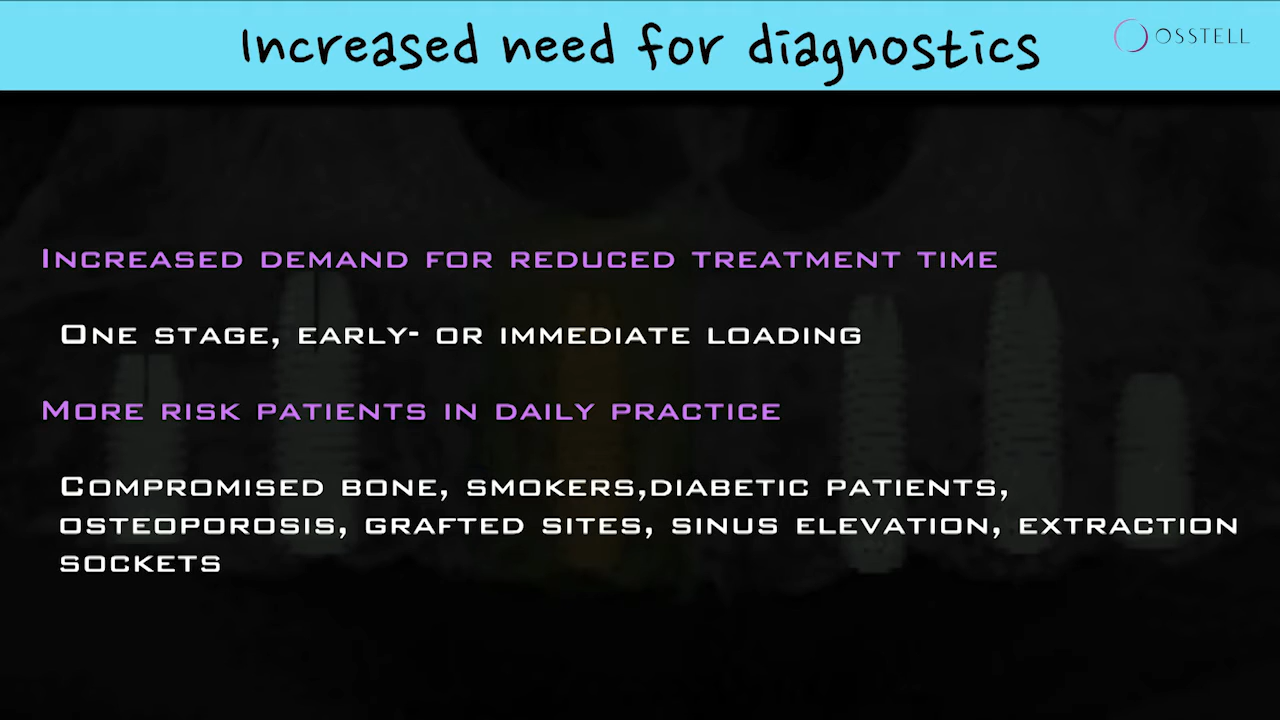 Increased need for diagnostics
OSSTELL
Increased demand for reduced treatment time
One stage, early- or immediate loading
More risk patients in daily practice
Compromised bone, smokers,diabetic patients,
osteoporosis, grafted sites, sinus elevation, extraction
sockets